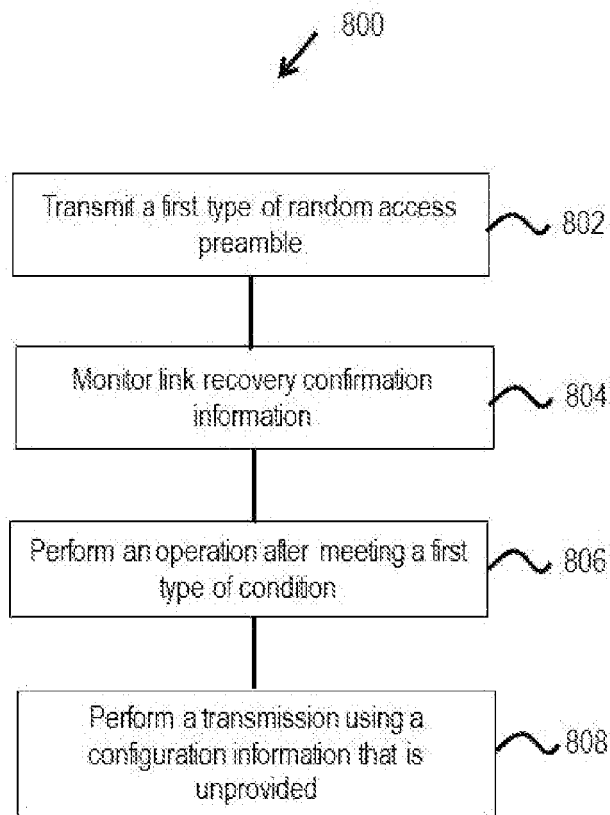 800
Transmit a first type of random access
preamble.
802
Monitor link recovery confirmation
information
804
Perform an operation after meeting a first
type of condition
806
Perform a transmission using a
configuration information that is
unprovided
808